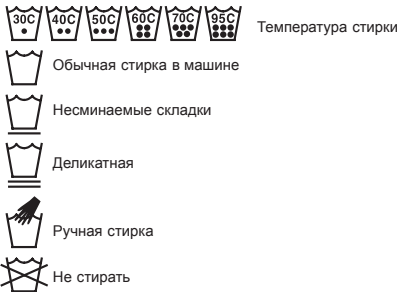 30C 40C 50C 60C 70C 95C Температура стирки
Обычная стирка в машине
Несминаемые складки
Деликатная
Ручная стирка
Не стирать